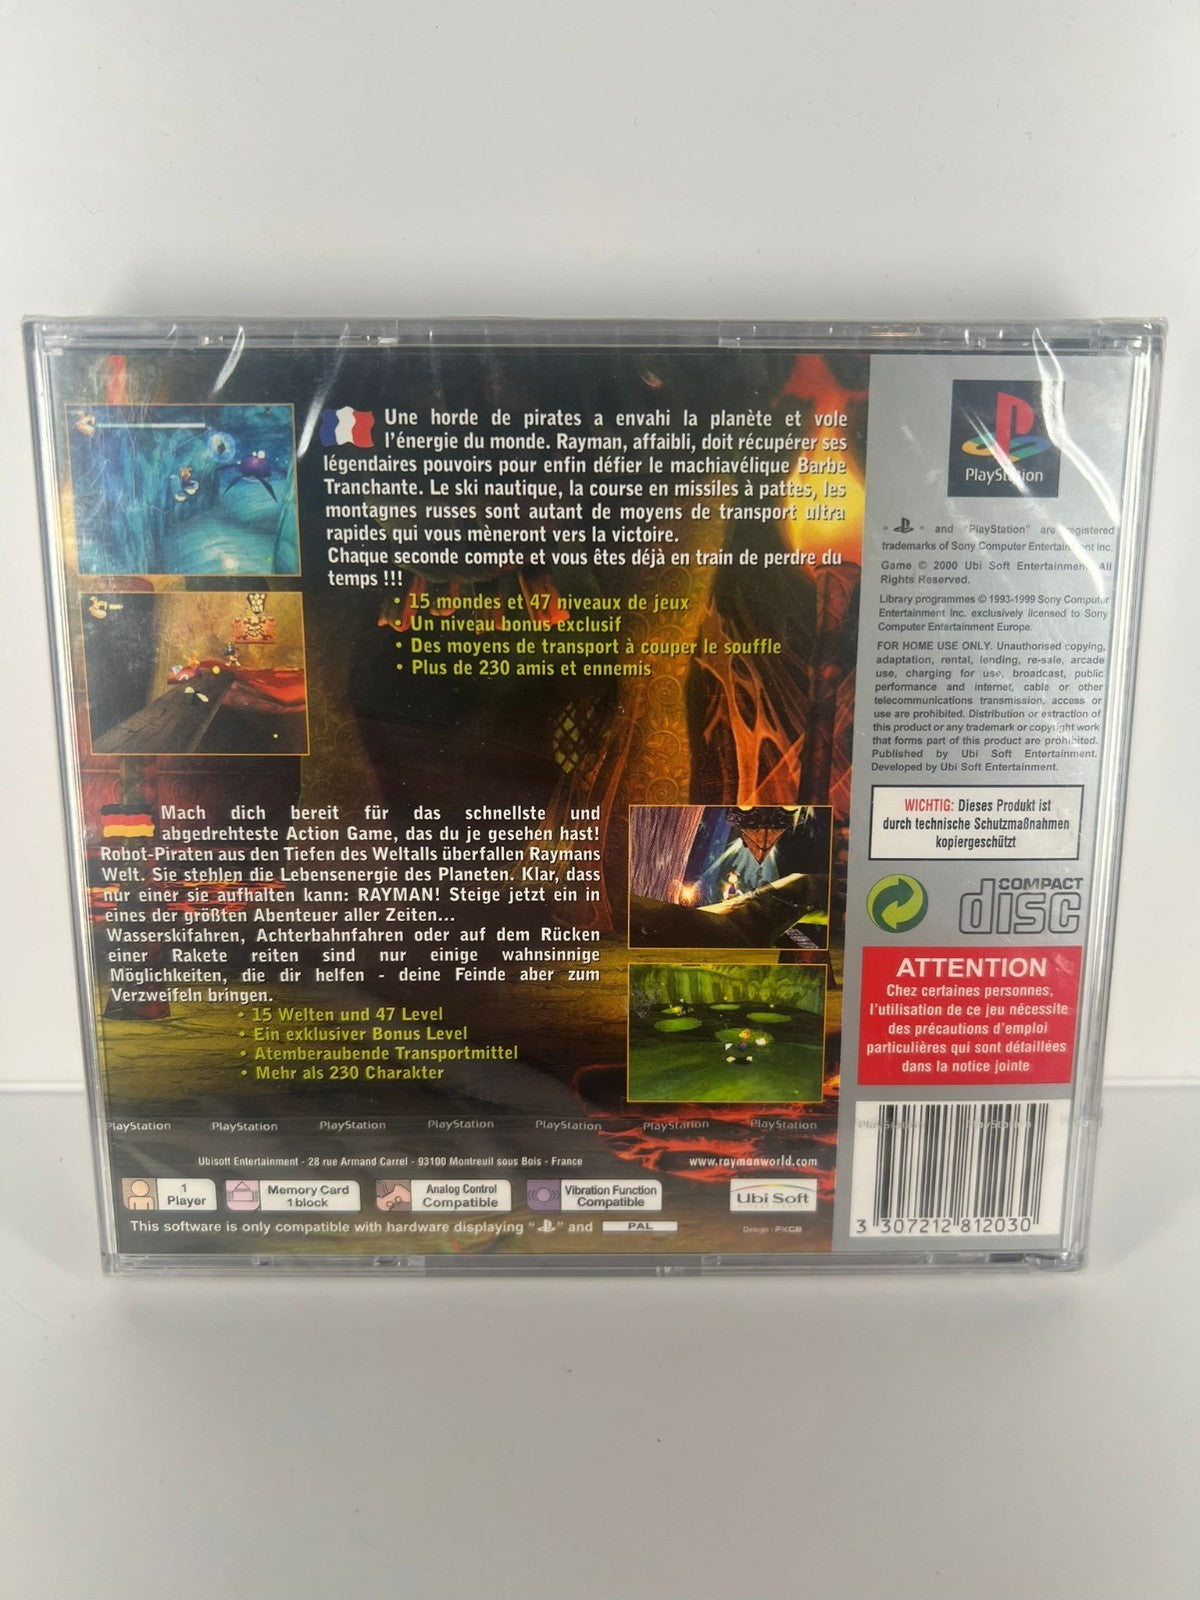 Une horde de pirates a envahi la planète et vole
l'énergie du monde. Rayman, affaibli, doit récupérer ses
légendaires pouvoirs pour enfin défier le machiavélique Barbe
Tranchante. Le ski nautique, la course en missiles à pattes, les
montagnes russes sont autant de moyens de transport ultra
rapides qui vous mèneront vers la victoire.
Chaque seconde compte et vous êtes déjà en train de perdre du
temps !!!
• 15 mondes et 47 niveaux de jeux
• Un niveau bonus exclusif
• Des moyens de transport à couper le souffle
• Plus de 230 amis et ennemis
Mach dich bereit für das schnellste und
abgedrehteste Action Game, das du je gesehen hast!
Robot-Piraten aus den Tiefen des Weltalls überfallen Raymans
Welt. Sie stehlen die Lebensenergie des Planeten. Klar, dass
nur einer sie aufhalten kann: RAYMAN! Steige jetzt ein in
eines der größten Abenteuer aller Zeiten...
Wasserskifahren, Achterbahnfahren oder auf dem Rücken
einer Rakete reiten sind nur einige wahnsinnige
Möglichkeiten, die dir helfen - deine Feinde aber zum
Verzweifeln bringen.
• 15 Welten und 47 Level
• Ein exklusiver Bonus Level
• Atemberaubende Transportmittel
• Mehr als 230 Charakter
PlayStation PlayStation PlayStation PlayStation PlayStation PlayStation PlayStation
Ubisoft Entertainment - 28 rue Armand Carrel - 93100 Montreuil sous Bois - France
www.raymanworld.com
1
Player
Memory Card
1 block
Analog Control
Compatible
Vibration Function
Compatible
Ubi Soft
This software is only compatible with hardware displaying " " and PAL
Design : PKGB
PlayStation
" " and "PlayStation" are registered
trademarks of Sony Computer Entertainment Inc.
Game © 2000 Ubi Soft Entertainment. All
Rights Reserved.
Library programmes © 1993-1999 Sony Computer
Entertainment Inc. exclusively licensed to Sony
Computer Entertainment Europe.
FOR HOME USE ONLY. Unauthorised copying,
adaptation, rental, lending, re-sale, arcade
use, charging for use, broadcast, public
performance and internet, cable or other
telecommunications transmission, access or
use are prohibited. Distribution or extraction of
this product or any trademark or copyright work
that forms part of this product are prohibited.
Published by Ubi Soft Entertainment.
Developed by Ubi Soft Entertainment.
WICHTIG: Dieses Produkt ist
durch technische Schutzmaßnahmen
kopiergeschützt
COMPACT
disc
ATTENTION
Chez certaines personnes,
l'utilisation de ce jeu nécessite
des précautions d'emploi
particulières qui sont détaillées
dans la notice jointe
3 307212 812030